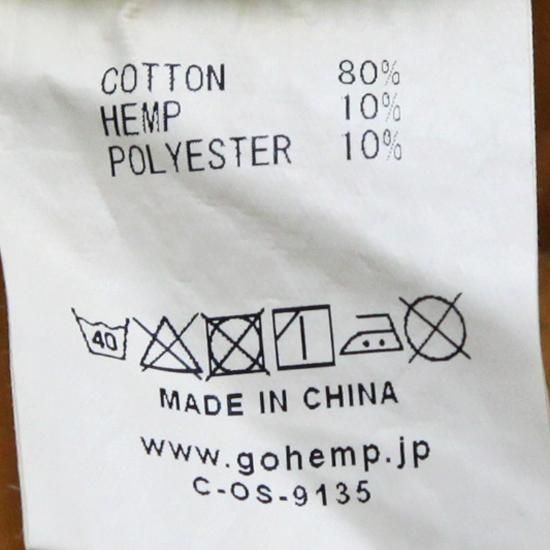 COTTON 80%
HEMP 10%
POLYESTER 10%
40
MADE IN CHINA
www.gohemp.jp
C-OS-9135